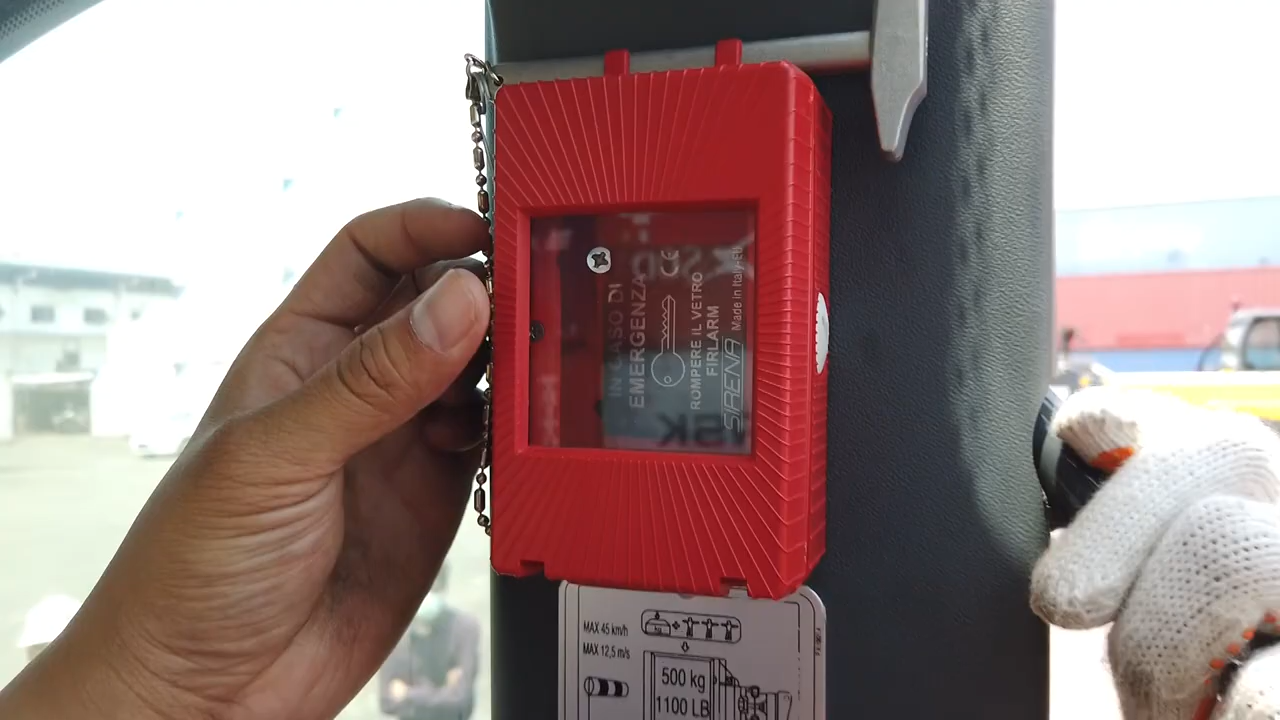 IN CASO DI
EMERGENZA
ROMPERE IL VETRO
FIRLARM
SIRENA Made in Italy-EU
CE
MAX 45 km/h
MAX 12,5 m/s
500 kg
1100 LB